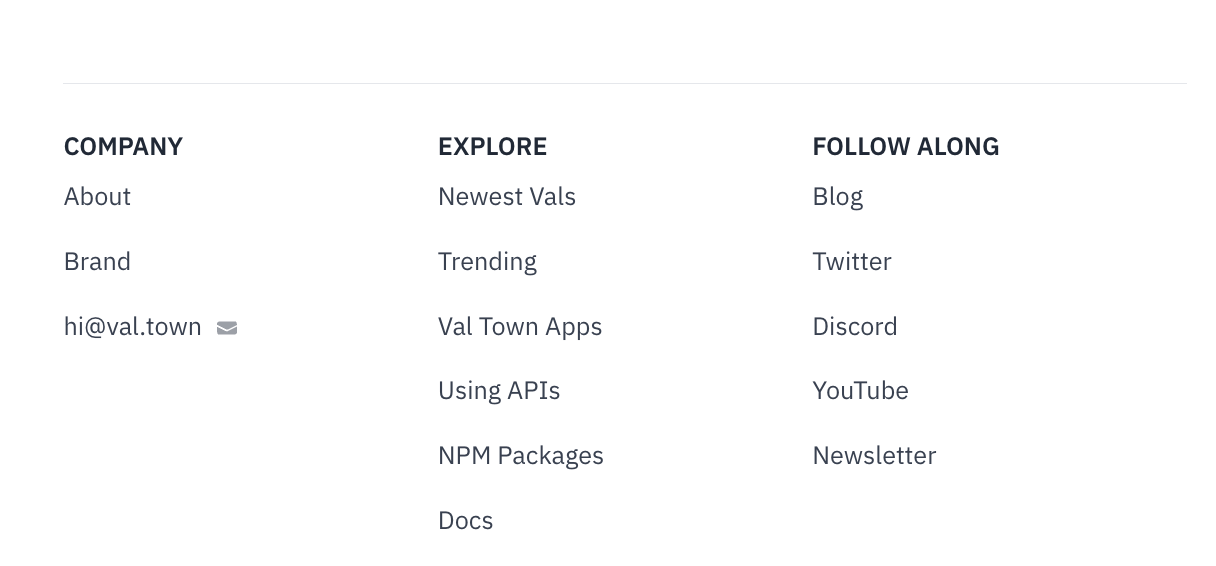 COMPANY
About
Brand
hi@val.town
EXPLORE
Newest Vals
Trending
Val Town Apps
Using APIs
NPM Packages
Docs
FOLLOW ALONG
Blog
Twitter
Discord
YouTube
Newsletter